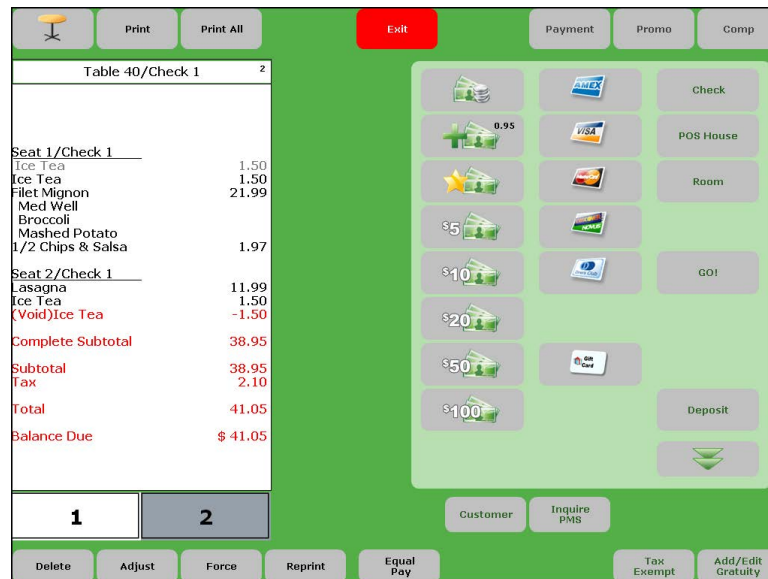 Print
Print All
Exit
Payment
Promo
Comp
Table 40/Check 1 2
Seat 1/Check 1
Ice Tea 1.50
Ice Tea 1.50
Filet Mignon 21.99
Med Well
Broccoli
Mashed Potato
1/2 Chips & Salsa 1.97
Seat 2/Check 1
Lasagna 11.99
Ice Tea 1.50
(Void)Ice Tea -1.50
Complete Subtotal 38.95
Subtotal 38.95
Tax 2.10
Total 41.05
Balance Due $ 41.05
1
2
0.95
$5
$10
$20
$50
$100
AMEX
VISA
MasterCard
NOVUS
Diners Club
Gift
Card
Check
POS House
Room
GO!
Deposit
Customer
Inquire
PMS
Delete
Adjust
Force
Reprint
Equal
Pay
Tax
Exempt
Add/Edit
Gratuity